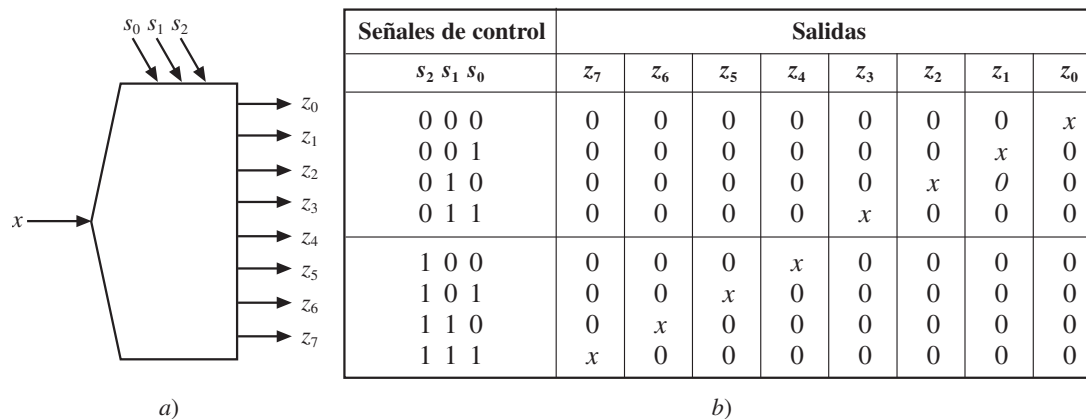 s0 s1 s2
x
z0
z1
z2
z3
z4
z5
z6
z7
a)
Señales de control Salidas
s2 s1 s0 z7 z6 z5 z4 z3 z2 z1 z0
0 0 0 0 0 0 0 0 0 0 x
0 0 1 0 0 0 0 0 0 x 0
0 1 0 0 0 0 0 0 x 0 0
0 1 1 0 0 0 0 x 0 0 0
1 0 0 0 0 0 x 0 0 0 0
1 0 1 0 0 x 0 0 0 0 0
1 1 0 0 x 0 0 0 0 0 0
1 1 1 x 0 0 0 0 0 0 0
b)